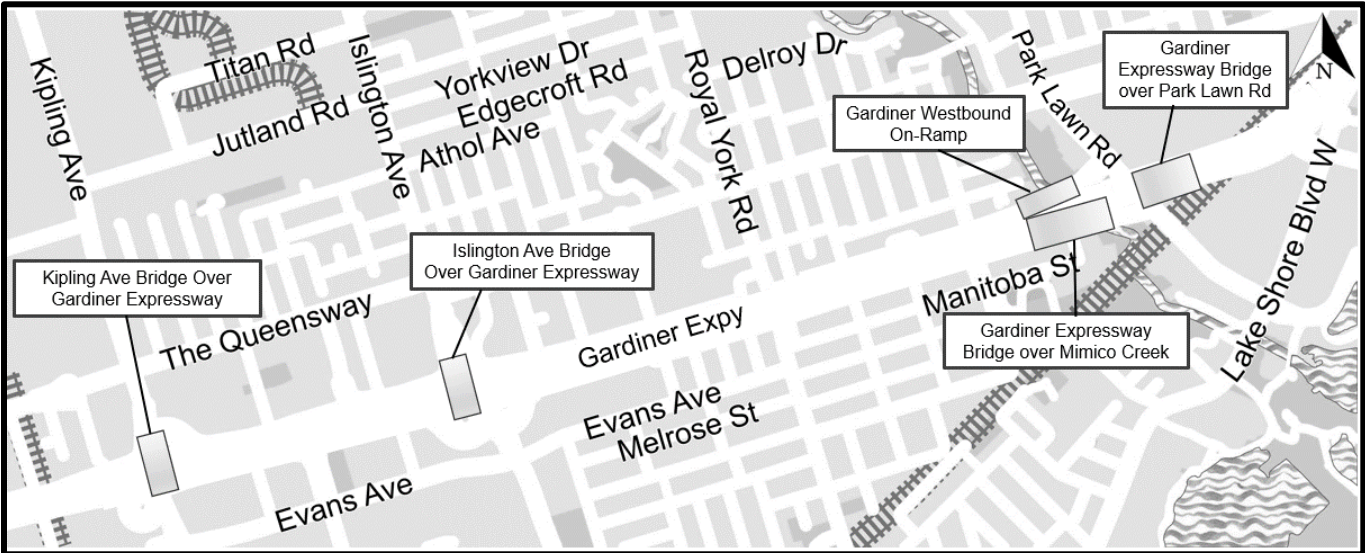 Kipling Ave
Titan Rd
Jutland Rd
Islington Ave
Yorkview Dr
Edgecroft Rd
Athol Ave
Royal York Rd
Delroy Dr
Park Lawn Rd
Gardiner
Expressway Bridge
over Park Lawn Rd
N
Gardiner Westbound
On-Ramp
Kipling Ave Bridge Over
Gardiner Expressway
Islington Ave Bridge
Over Gardiner Expressway
The Queensway
Gardiner Expy
Manitoba St
Gardiner Expressway
Bridge over Mimico Creek
Lake Shore Blvd W
Evans Ave
Melrose St
Evans Ave